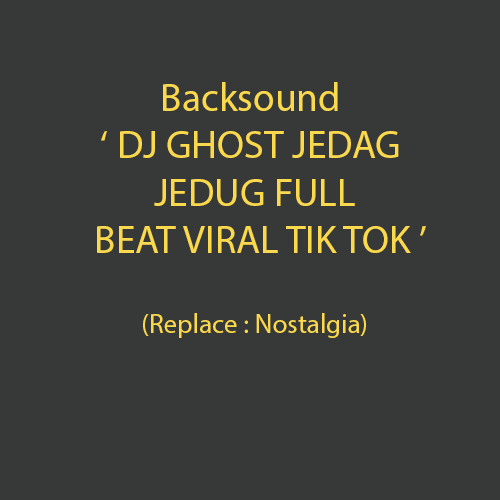 Backsound
‘ DJ GHOST JEDAG
JEDUG FULL
BEAT VIRAL TIK TOK ’
(Replace : Nostalgia)